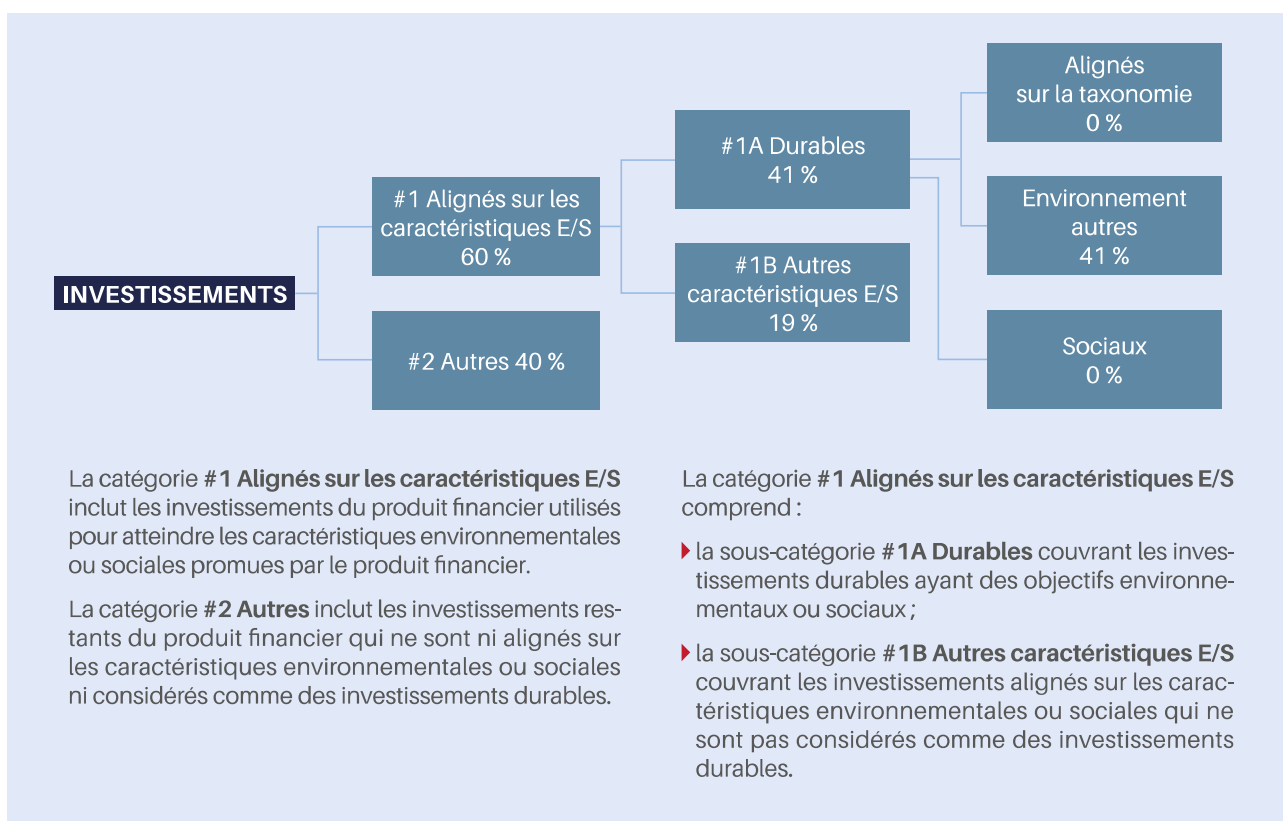 INVESTISSEMENTS
#1 Alignés sur les
caractéristiques E/S
60 %
#2 Autres 40 %
#1A Durables
41 %
#1B Autres
caractéristiques E/S
19 %
Alignés
sur la taxonomie
0 %
Environnement
autres
41 %
Sociaux
0 %
La catégorie #1 Alignés sur les caractéristiques E/S
inclut les investissements du produit financier utilisés
pour atteindre les caractéristiques environnementales
ou sociales promues par le produit financier.
La catégorie #2 Autres inclut les investissements res-
tants du produit financier qui ne sont ni alignés sur
les caractéristiques environnementales ou sociales
ni considérés comme des investissements durables.
La catégorie #1 Alignés sur les caractéristiques E/S
comprend :
la sous-catégorie #1A Durables couvrant les inves-
tissements durables ayant des objectifs environne-
mentaux ou sociaux ;
la sous-catégorie #1B Autres caractéristiques E/S
couvrant les investissements alignés sur les carac-
téristiques environnementales ou sociales qui ne
sont pas considérés comme des investissements
durables.